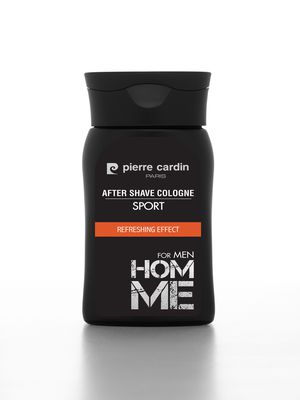 pierre cardin
PARIS
AFTER SHAVE COLOGNE
SPORT
REFRESHING EFFECT
FOR MEN
HOM
ME